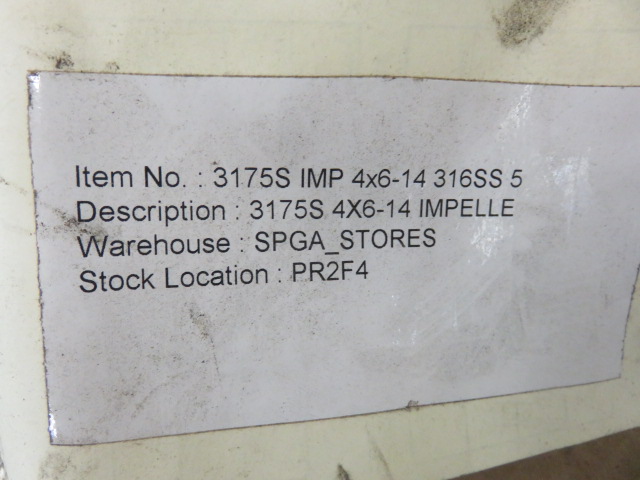 Item No. : 3175S IMP 4x6-14 316SS 5
Description : 3175S 4X6-14 IMPELLE
Warehouse : SPGA_STORES
Stock Location : PR2F4